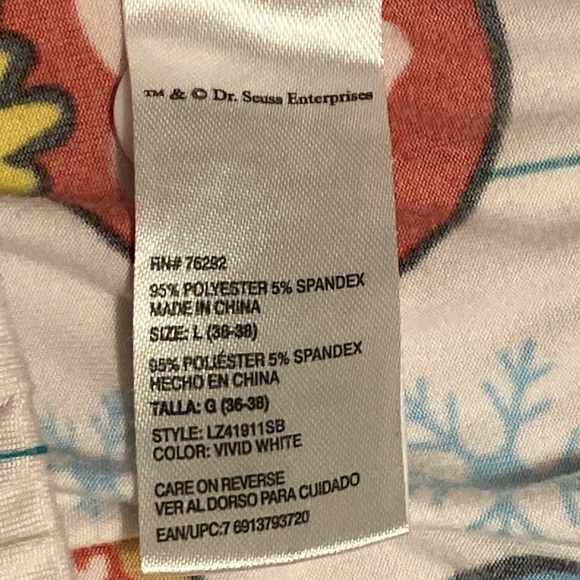 ™ & © Dr. Seuss Enterprises
RN# 76292
95% POLYESTER 5% SPANDEX
MADE IN CHINA
SIZE: L (36-38)
95% POLIÉSTER 5% SPANDEX
HECHO EN CHINA
TALLA: G (36-38)
STYLE: LZ41911SB
COLOR: VIVID WHITE
CARE ON REVERSE
VER AL DORSO PARA CUIDADO
EAN/UPC:7 6913793720